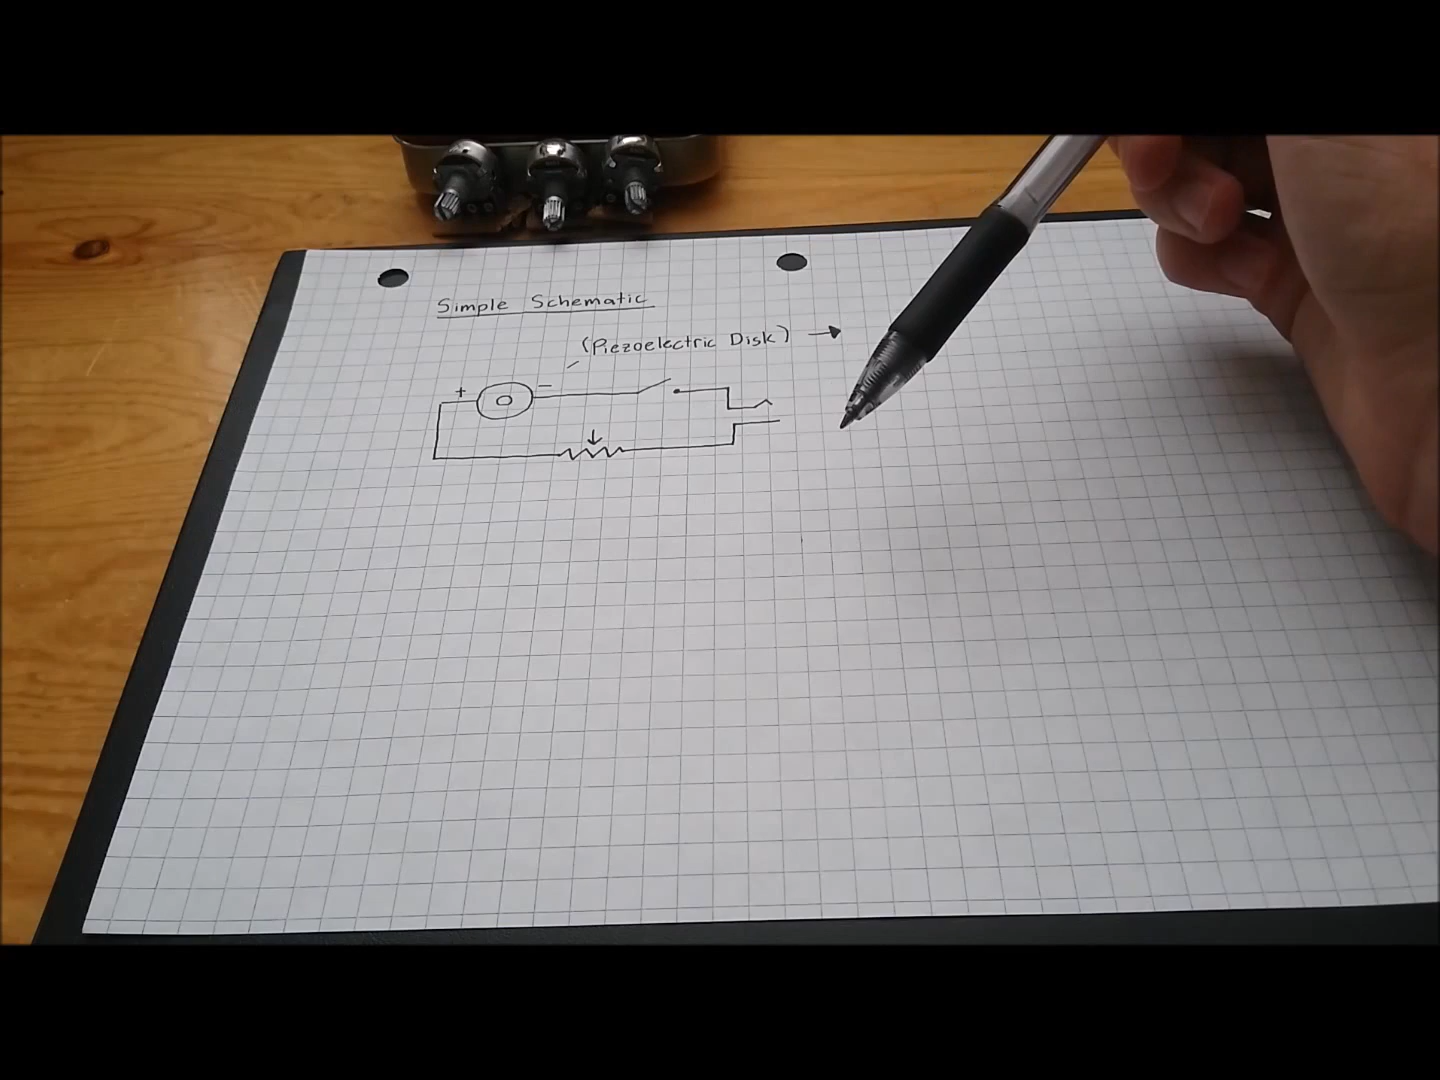 Simple Schematic
(Piezoelectric Disk) →
+ −